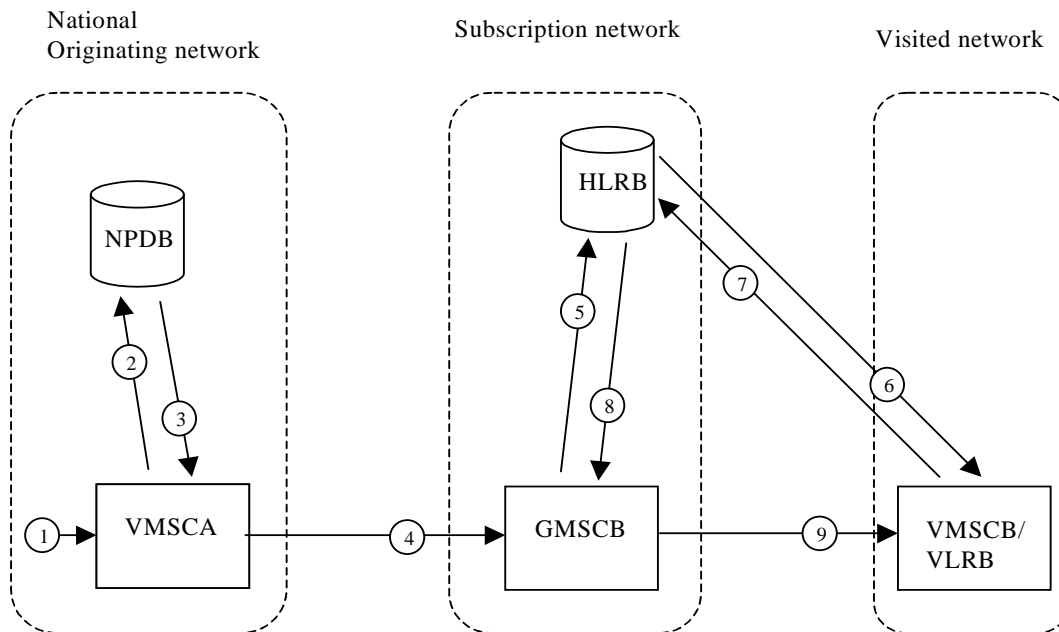 National
Originating network
Subscription network
Visited network
HLRB
NPDB
7
5
2
6
3
8
VMSCA
GMSCB
VMSCB/
VLRB
1
4
9